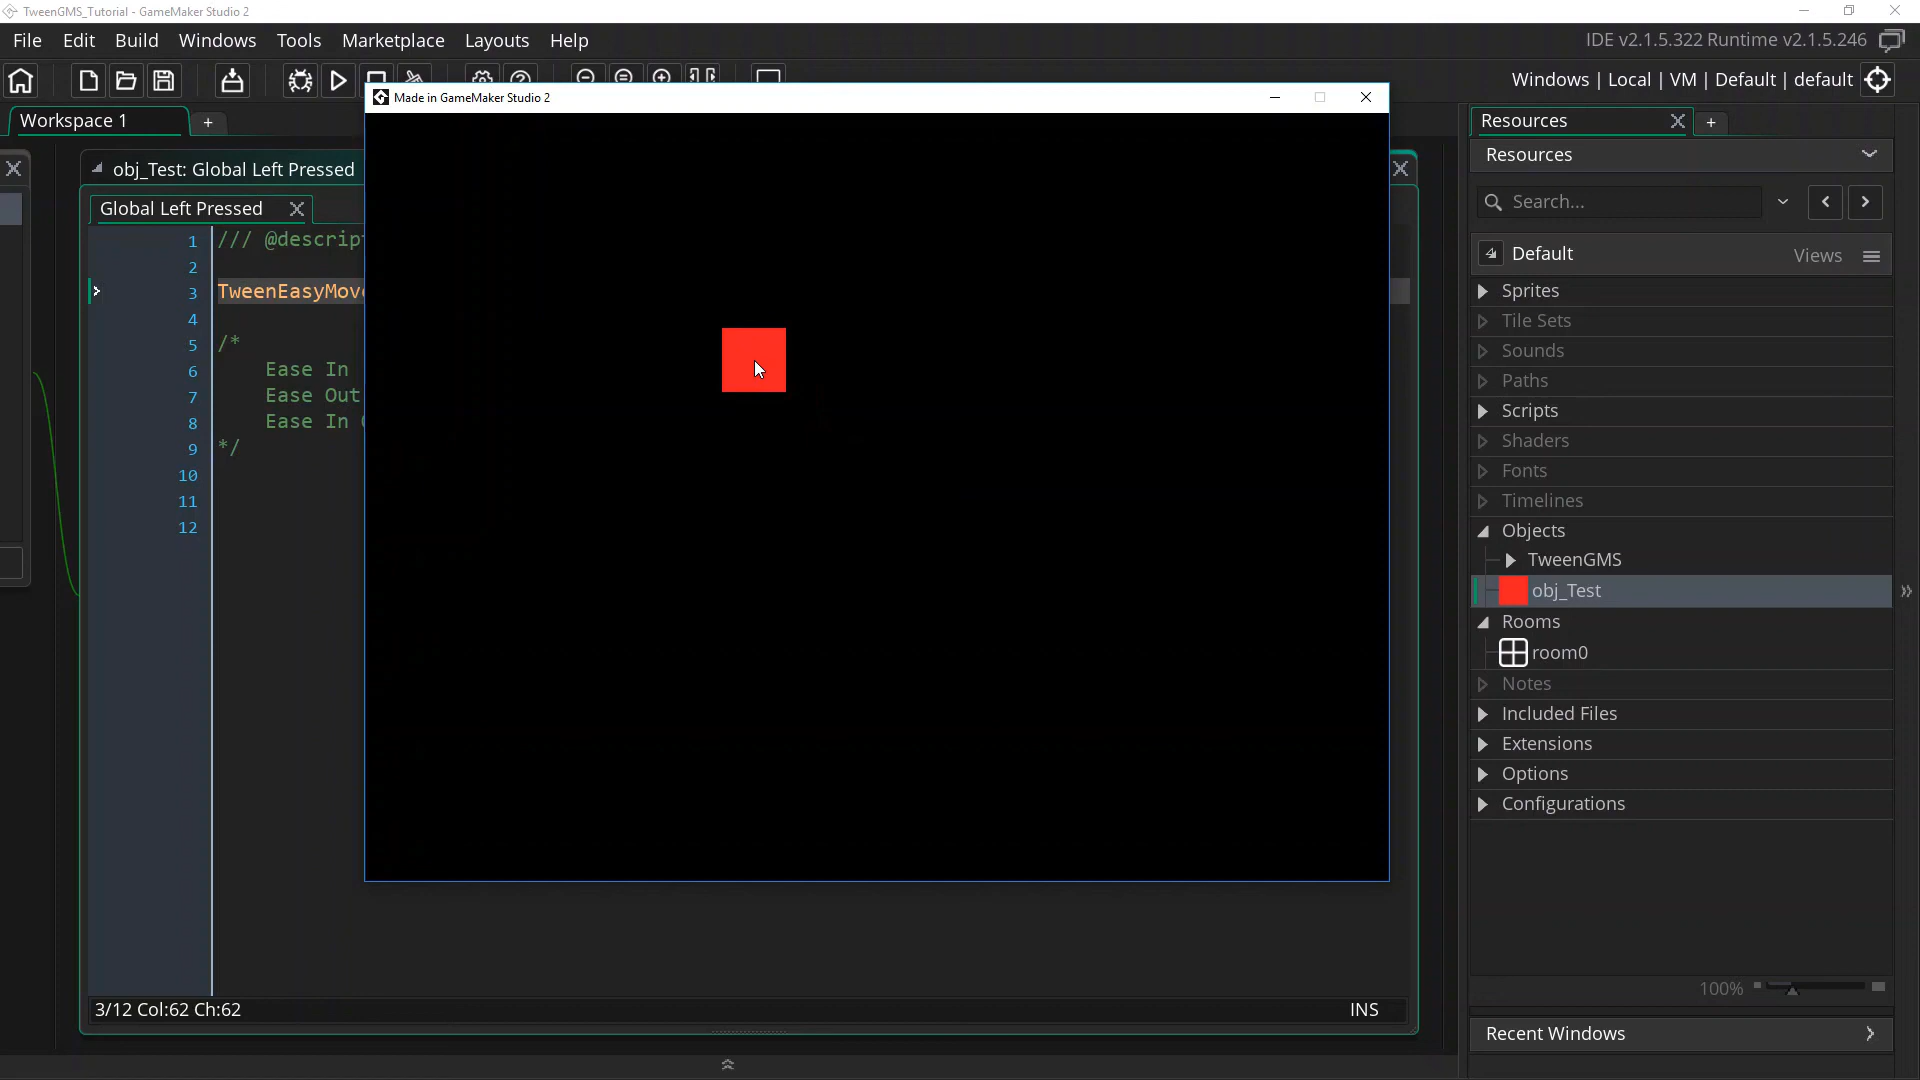 TweenGMS_Tutorial - GameMaker Studio 2
File Edit Build Windows Tools Marketplace Layouts Help
IDE v2.1.5.322 Runtime v2.1.5.246
Windows | Local | VM | Default | default
Workspace 1
Made in GameMaker Studio 2
obj_Test: Global Left Pressed
Global Left Pressed
1 /// @descrip
2
3 TweenEasyMov
4
5 /*
6 Ease In
7 Ease Out
8 Ease In
9 */
10
11
12
3/12 Col:62 Ch:62
INS
Resources
Resources
Search...
Default
Views
Sprites
Tile Sets
Sounds
Paths
Scripts
Shaders
Fonts
Timelines
Objects
TweenGMS
obj_Test
Rooms
room0
Notes
Included Files
Extensions
Options
Configurations
100%
Recent Windows